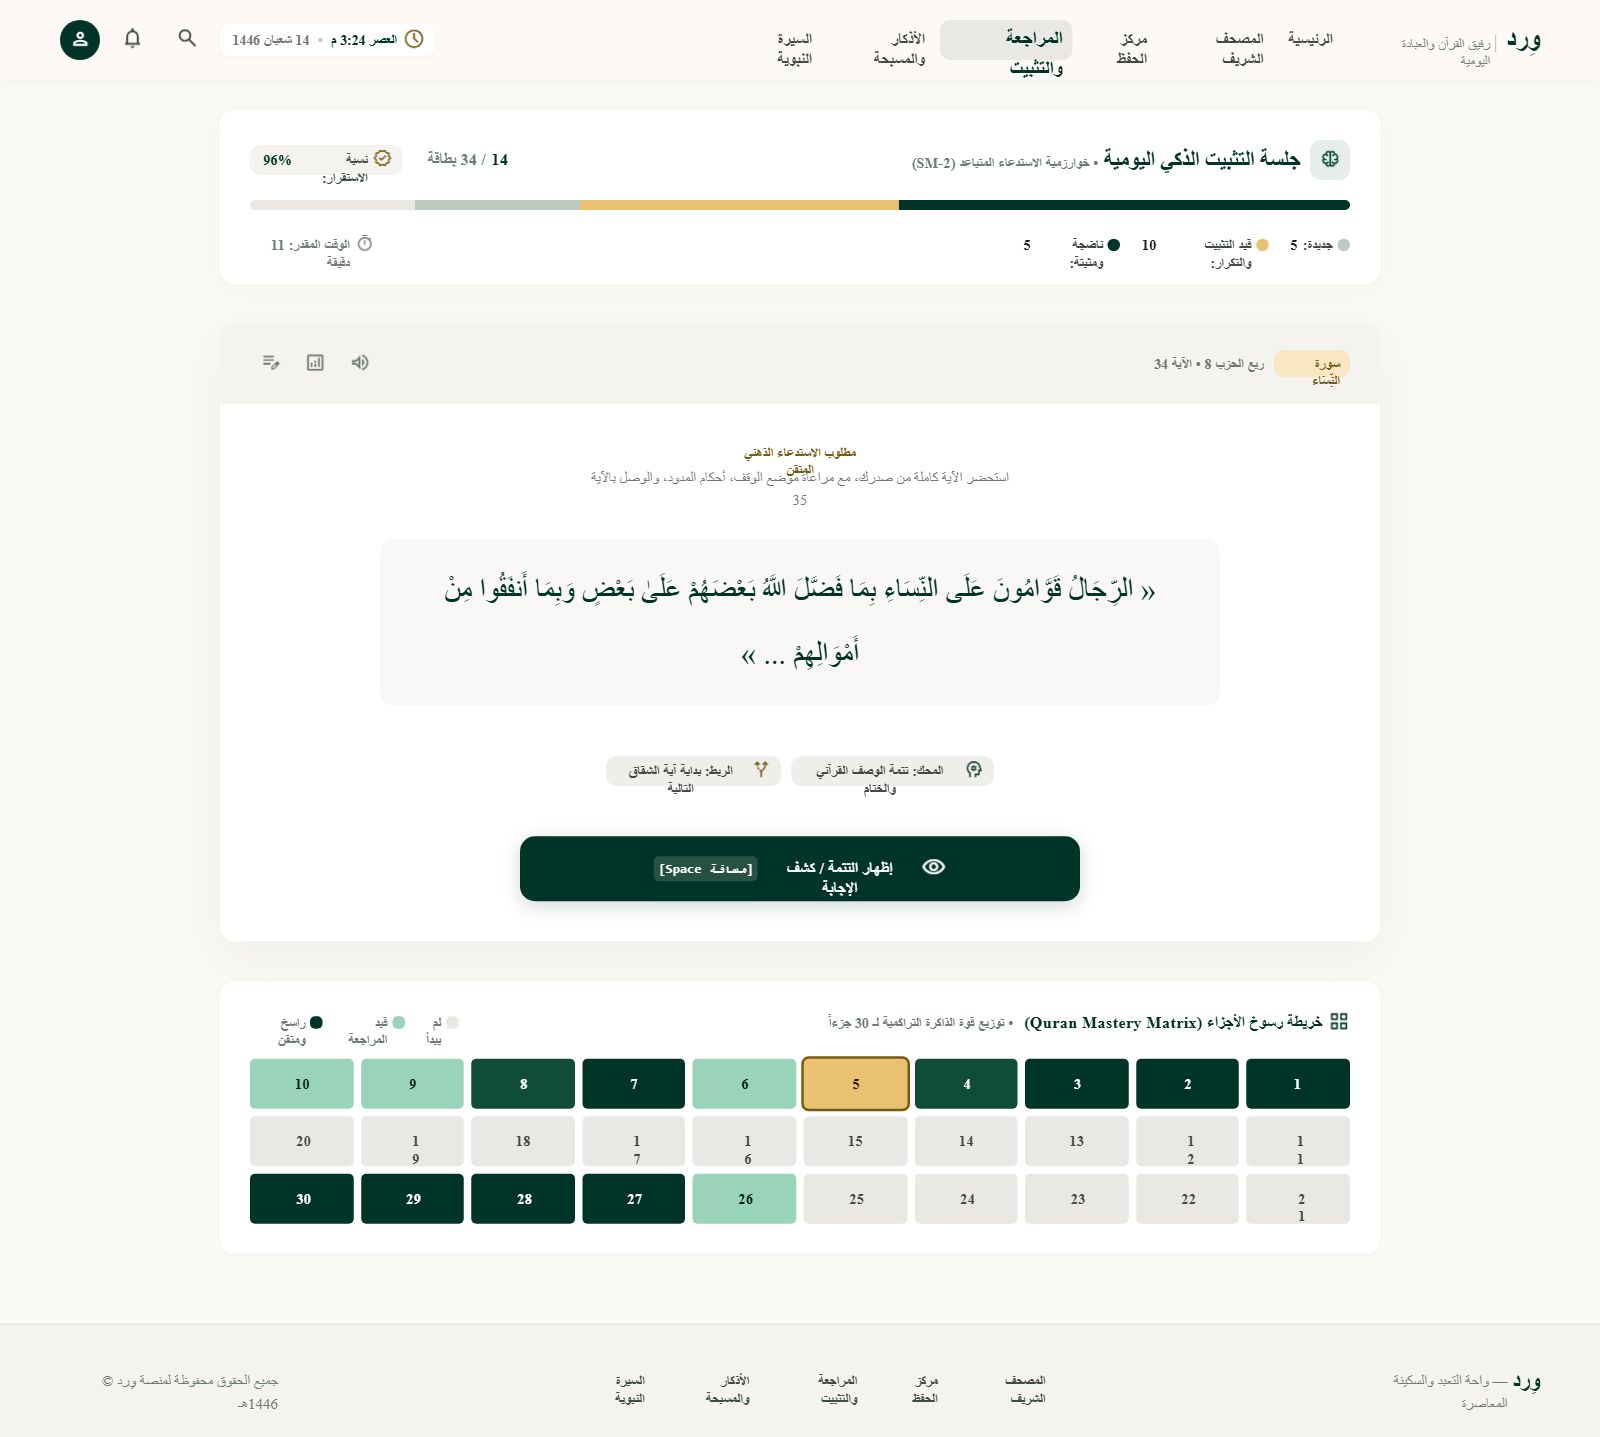 وِرد
رفيق القرآن والعبادة
اليومية
الرئيسية
المصحف
الشريف
مركز
الحفظ
المراجعة
والتثبيت
الأذكار
والمسبحة
السيرة
النبوية
العصر 3:24 م • 14 شعبان 1446
جلسة التثبيت الذكي اليومية • خوارزمية الاستدعاء المتباعد (SM-2)
14 / 34 بطاقة
نسبة
الاستقرار:
96%
جديدة: 5
قيد التثبيت
والتكرار:
10
ناضجة
ومثبتة:
5
الوقت المقدر: 11
دقيقة
سورة
النِّسَاء
ربع الحزب 8 • الآية 34
مطلوب الاستدعاء الذهني
المتقن
استحضر الآية كاملة من صدرك، مع مراعاة موضع الوقف، أحكام المدود، والوصل بالآية
35
« الرِّجَالُ قَوَّامُونَ عَلَى النِّسَاءِ بِمَا فَضَّلَ اللَّهُ بَعْضَهُمْ عَلَىٰ بَعْضٍ وَبِمَا أَنفَقُوا مِنْ
أَمْوَالِهِمْ ... »
المحك: تتمة الوصف القرآني
والختام
الربط: بداية آية الشقاق
التالية
إظهار التتمة / كشف
الإجابة
[مسافة Space]
خريطة رسوخ الأجزاء (Quran Mastery Matrix) • توزيع قوة الذاكرة التراكمية لـ 30 جزءاً
لم
يبدأ
قيد
المراجعة
راسخ
ومتقن
1 2 3 4 5 6 7 8 9 10
11 12 13 14 15 16 17 18 19 20
21 22 23 24 25 26 27 28 29 30
وِرد — واحة التعبد والسكينة
المعاصرة
المصحف
الشريف
مركز
الحفظ
المراجعة
والتثبيت
الأذكار
والمسبحة
السيرة
النبوية
جميع الحقوق محفوظة لمنصة وِرد ©
1446هـ